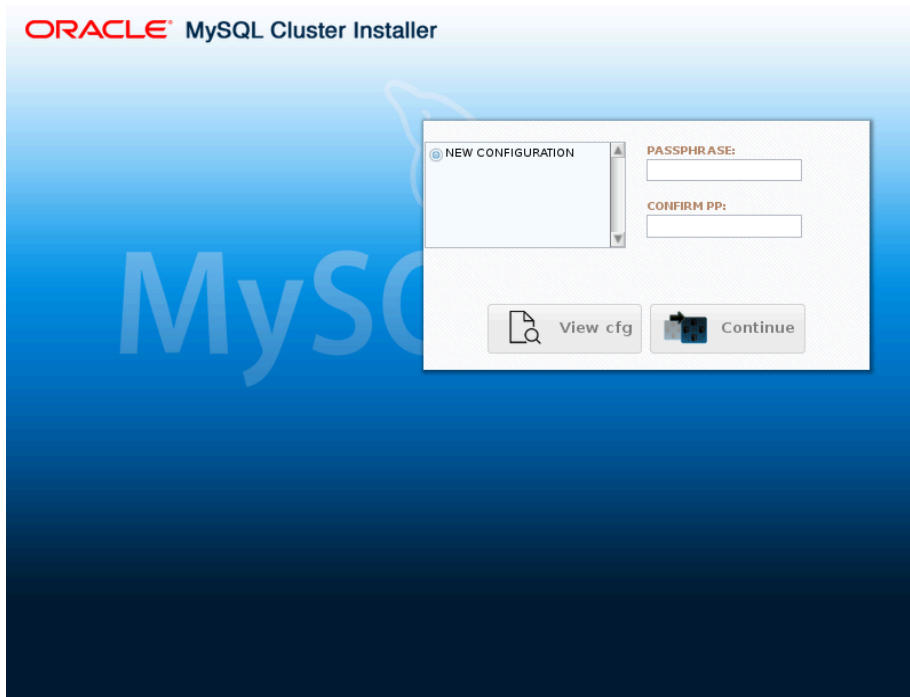 ORACLE® MySQL Cluster Installer
NEW CONFIGURATION
PASSPHRASE:
CONFIRM PP:
MySQ
View cfg
Continue